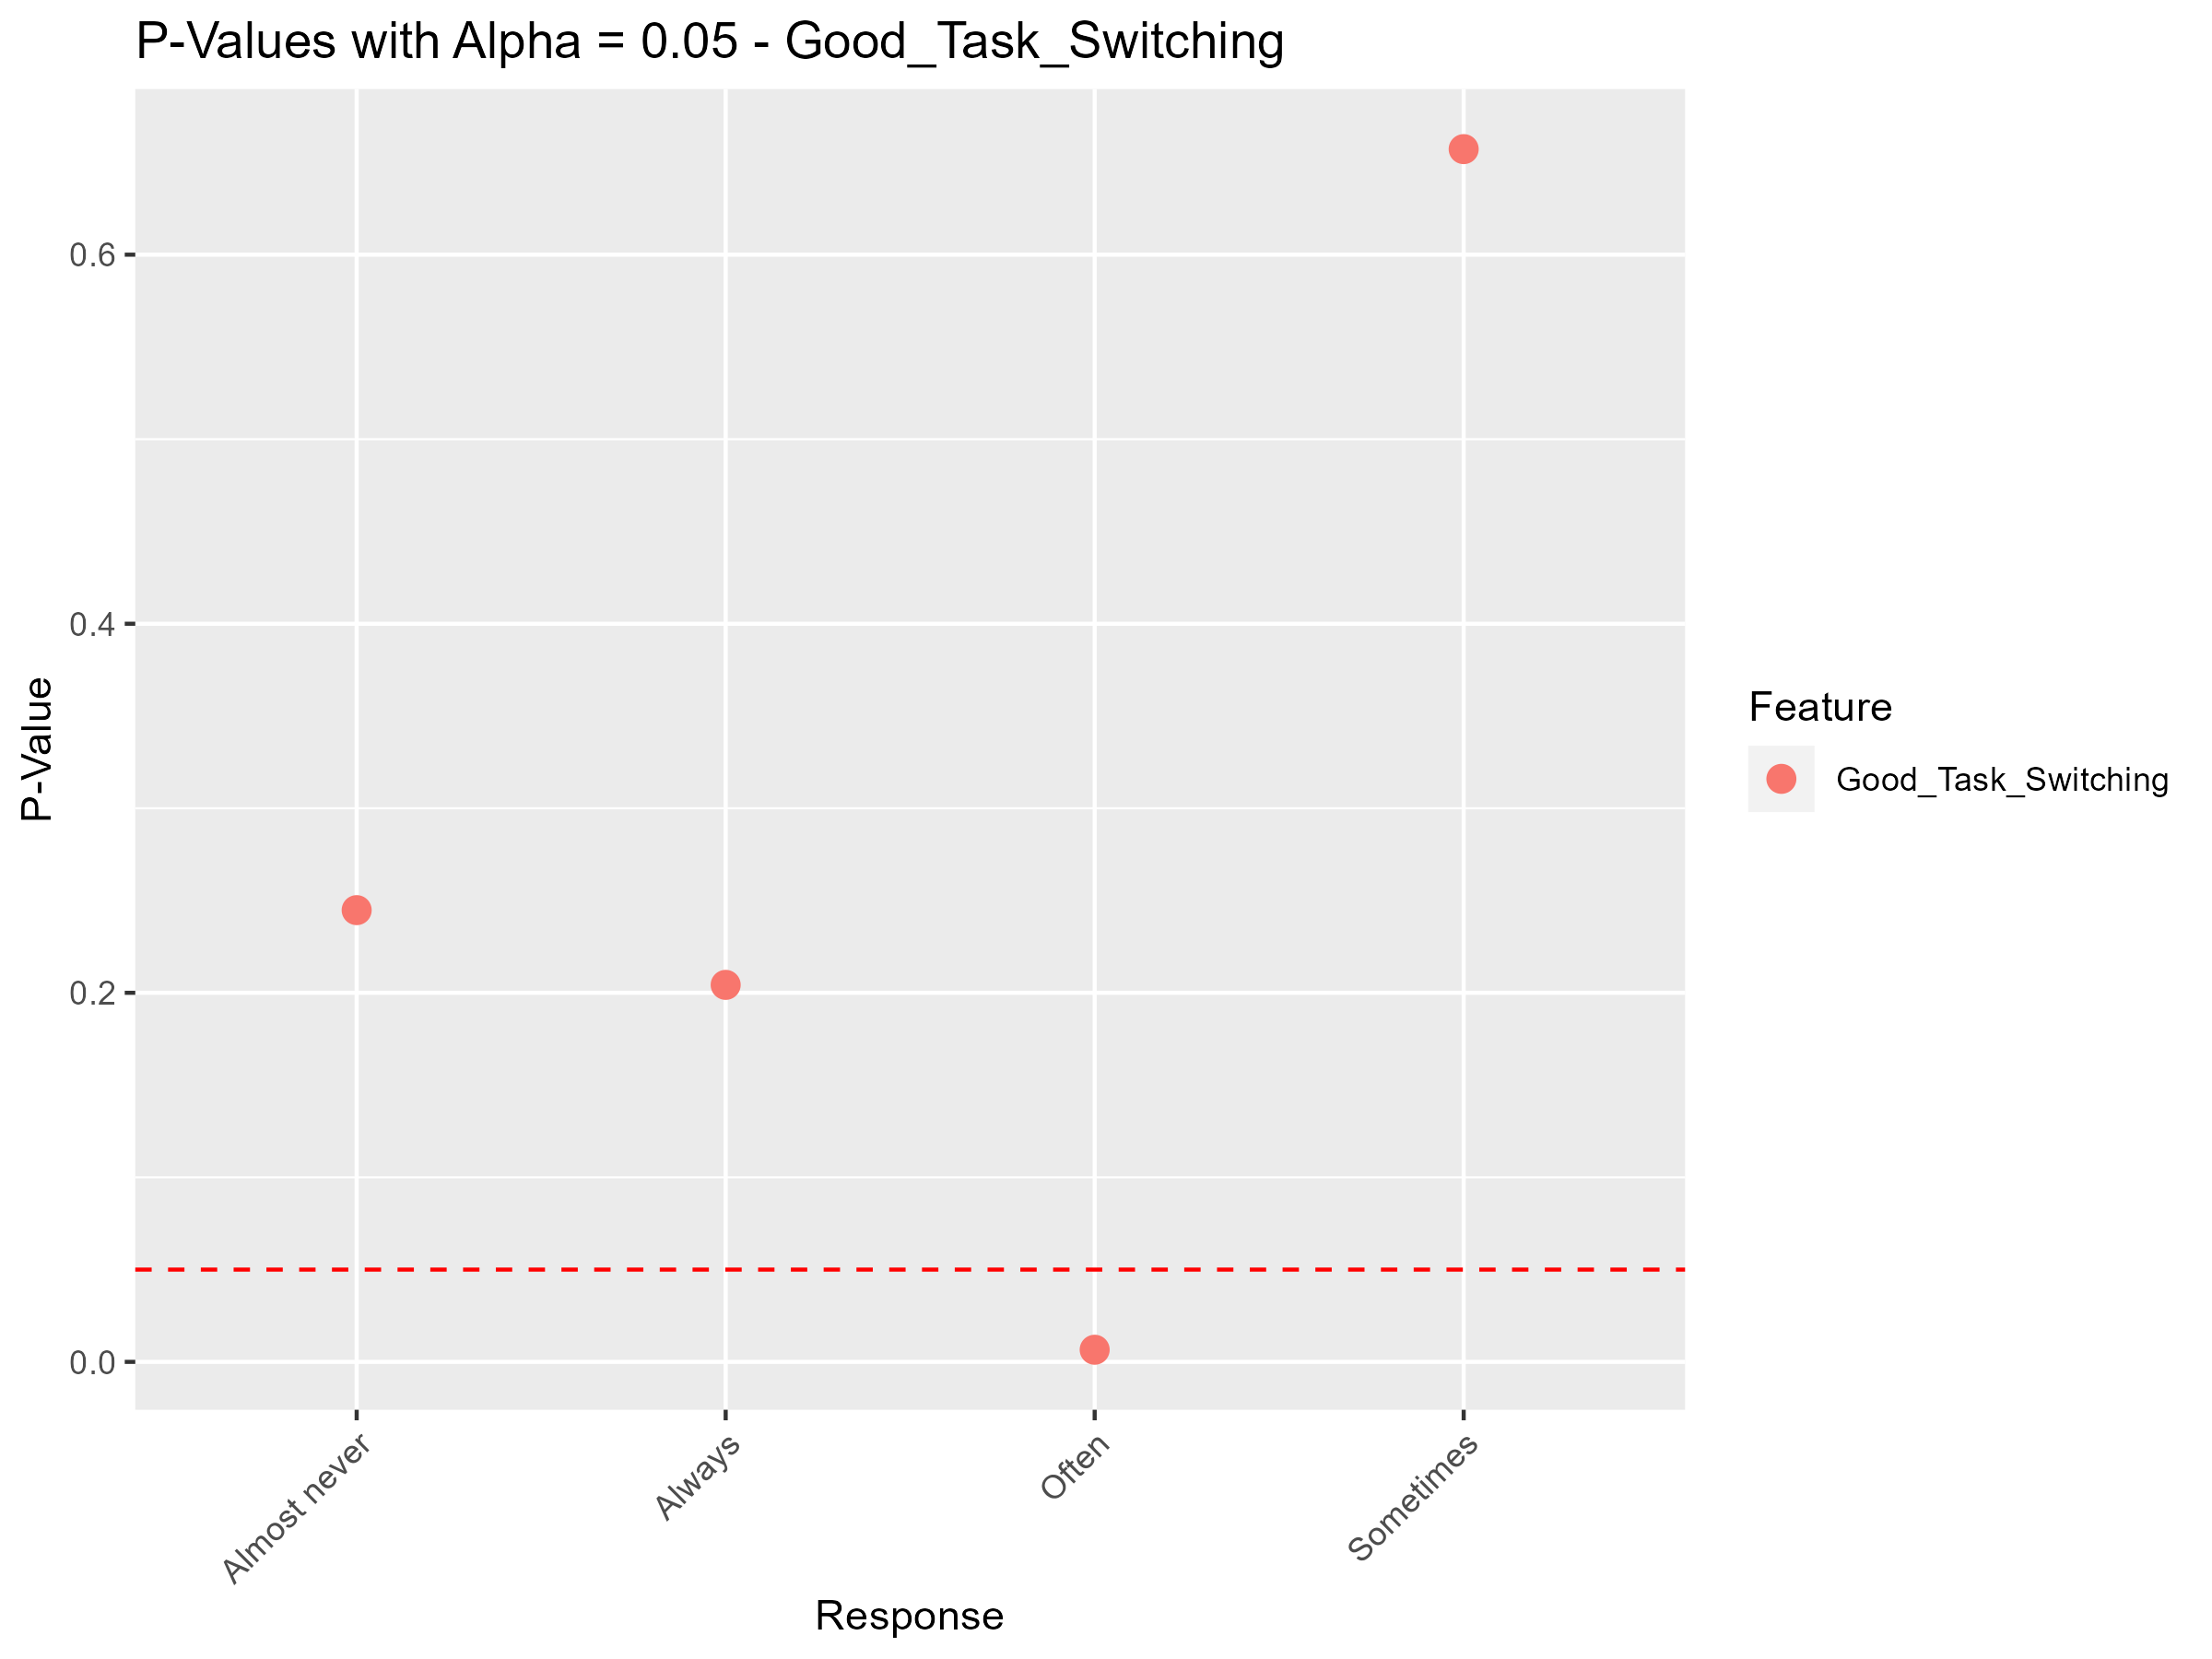 P-Values with Alpha = 0.05 - Good_Task_Switching
P-Value
0.6
0.4
0.2
0.0
Almost never
Always
Often
Sometimes
Response
Feature
Good_Task_Switching